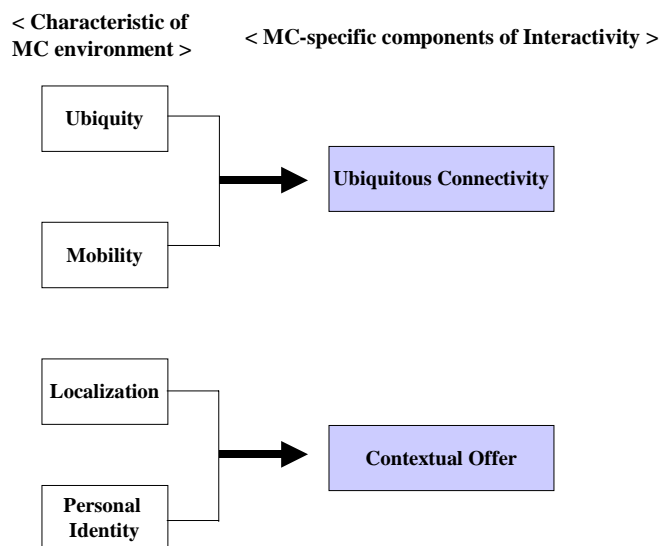 < Characteristic of
MC environment >
< MC-specific components of Interactivity >
Ubiquity
Ubiquitous Connectivity
Mobility
Localization
Contextual Offer
Personal
Identity